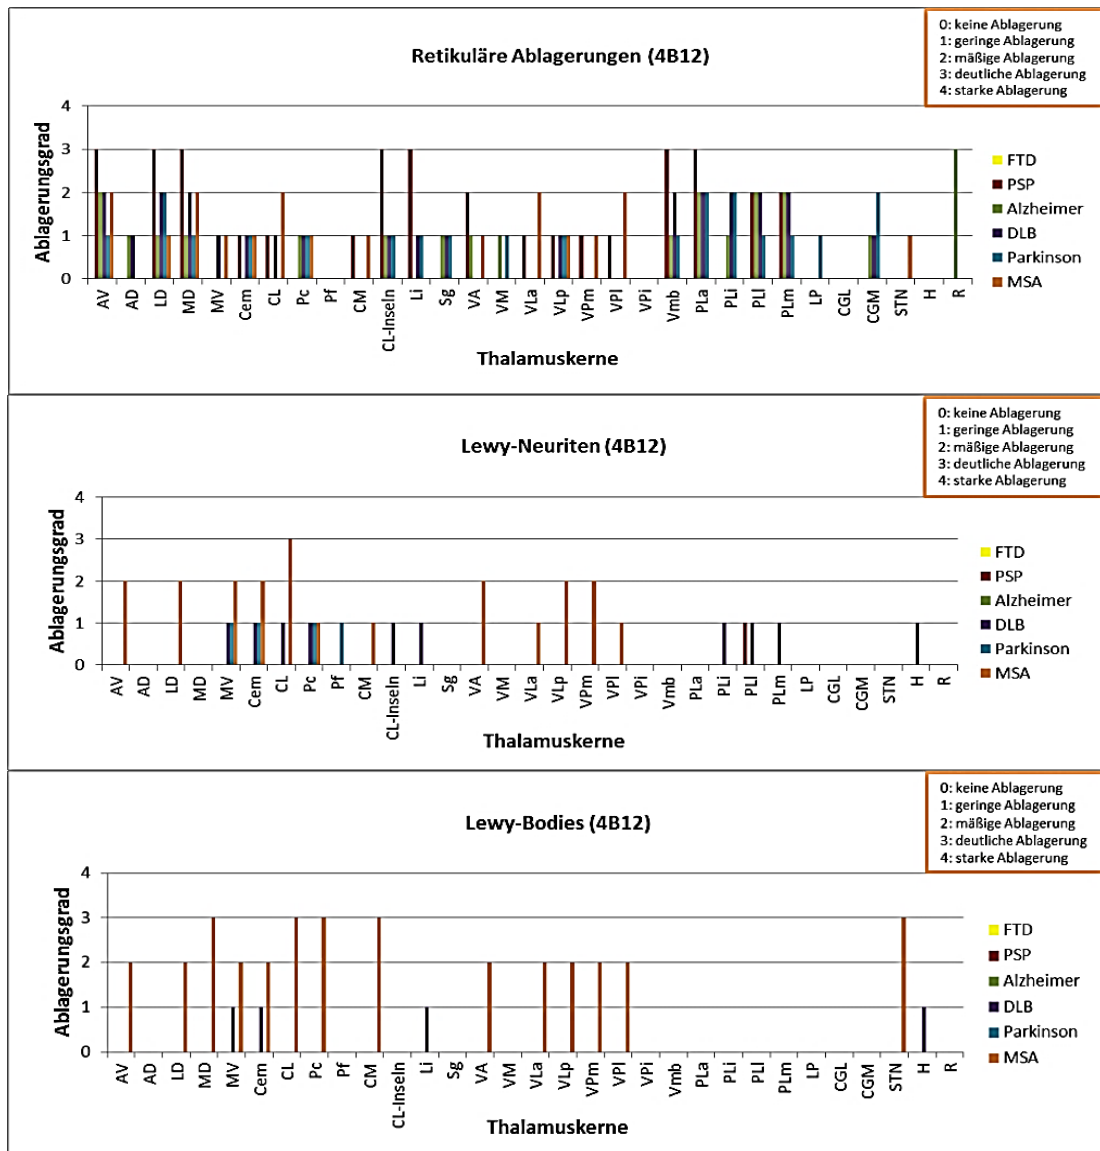 Retikuläre Ablagerungen (4B12)
0: keine Ablagerung
1: geringe Ablagerung
2: mäßige Ablagerung
3: deutliche Ablagerung
4: starke Ablagerung
Ablagerungsgrad
4
3
2
1
0
AV AD LD MD MV Cem CL Pc Pf CM CL-Inseln Li Sg VA VM VLa VLp VPm VPl VPi Vmb PLa PLi PLl PLm LP CGL CGM STN H R
Thalamuskerne
FTD
PSP
Alzheimer
DLB
Parkinson
MSA
Lewy-Neuriten (4B12)
0: keine Ablagerung
1: geringe Ablagerung
2: mäßige Ablagerung
3: deutliche Ablagerung
4: starke Ablagerung
Ablagerungsgrad
4
3
2
1
0
AV AD LD MD MV Cem CL Pc Pf CM CL-Inseln Li Sg VA VM VLa VLp VPm VPl VPi Vmb PLa PLi PLl PLm LP CGL CGM STN H R
Thalamuskerne
FTD
PSP
Alzheimer
DLB
Parkinson
MSA
Lewy-Bodies (4B12)
0: keine Ablagerung
1: geringe Ablagerung
2: mäßige Ablagerung
3: deutliche Ablagerung
4: starke Ablagerung
Ablagerungsgrad
4
3
2
1
0
AV AD LD MD MV Cem CL Pc Pf CM CL-Inseln Li Sg VA VM VLa VLp VPm VPl VPi Vmb PLa PLi PLl PLm LP CGL CGM STN H R
Thalamuskerne
FTD
PSP
Alzheimer
DLB
Parkinson
MSA